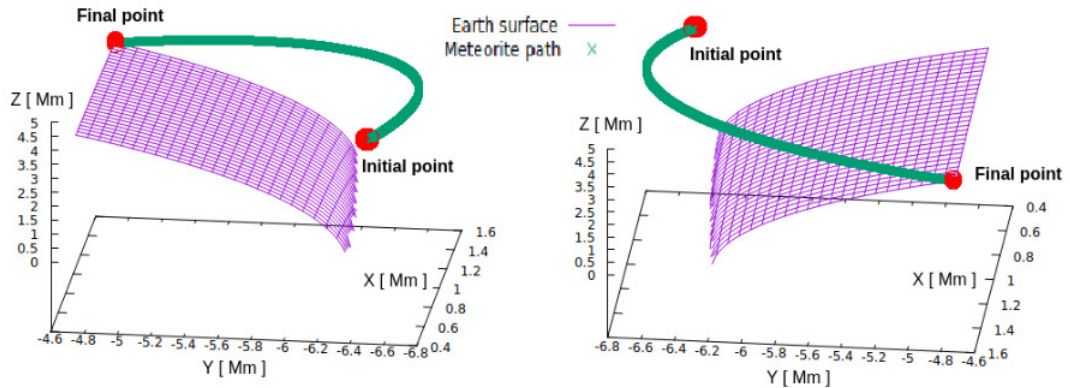 Final point
Earth surface
Meteorite path
Initial point
Z [ Mm ]
5
4.5
4
3.5
3
2.5
2
1.5
1
0.5
0
Initial point
X [ Mm ]
1.6
1.4
1.2
1
0.8
0.6
0.4
-4.6 -4.8 -5 -5.2 -5.4 -5.6 -5.8 -6 -6.2 -6.4 -6.6 -6.8
Y [ Mm ]
Z [ Mm ]
5
4.5
4
3.5
3
2.5
2
1.5
1
0.5
0
Final point
X [ Mm ]
0.4
0.6
0.8
1
1.2
1.4
1.6
-6.8 -6.6 -6.4 -6.2 -6 -5.8 -5.6 -5.4 -5.2 -5 -4.8 -4.6
Y [ Mm ]